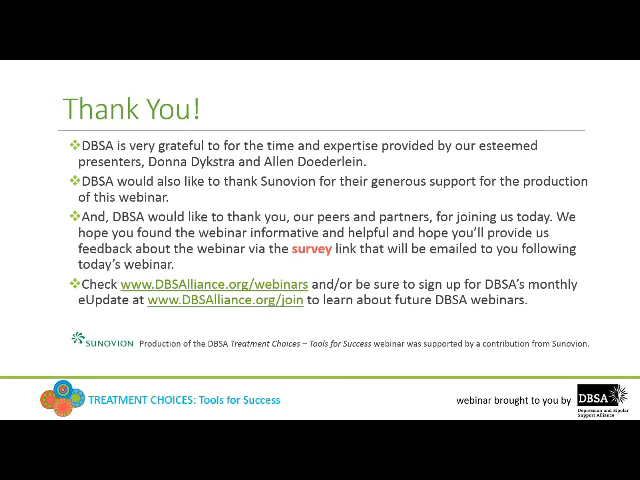 Thank You!
❖DBSA is very grateful to for the time and expertise provided by our esteemed
presenters, Donna Dykstra and Allen Doederlein.
❖DBSA would also like to thank Sunovion for their generous support for the production
of this webinar.
❖And, DBSA would like to thank you, our peers and partners, for joining us today. We
hope you found the webinar informative and helpful and hope you'll provide us
feedback about the webinar via the survey link that will be emailed to you following
today's webinar.
❖Check www.DBSAlliance.org/webinars and/or be sure to sign up for DBSA's monthly
eUpdate at www.DBSAlliance.org/join to learn about future DBSA webinars.
SUNOVION Production of the DBSA Treatment Choices – Tools for Success webinar was supported by a contribution from Sunovion.
TREATMENT CHOICES: Tools for Success
webinar brought to you by
DBSA
Depression and Bipolar
Support Alliance